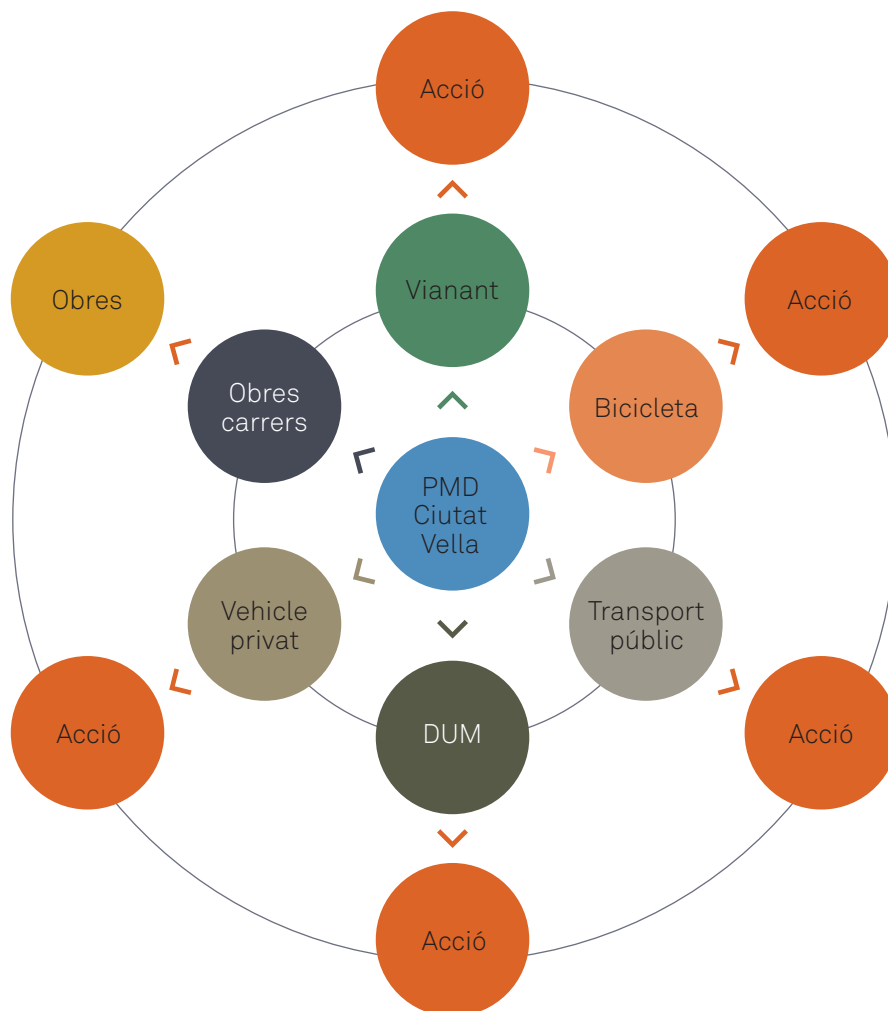 Acció
Vianant
Obres
Acció
Obres
carrers
Bicicleta
PMD
Ciutat
Vella
Vehicle
privat
Transport
públic
Acció
DUM
Acció
Acció